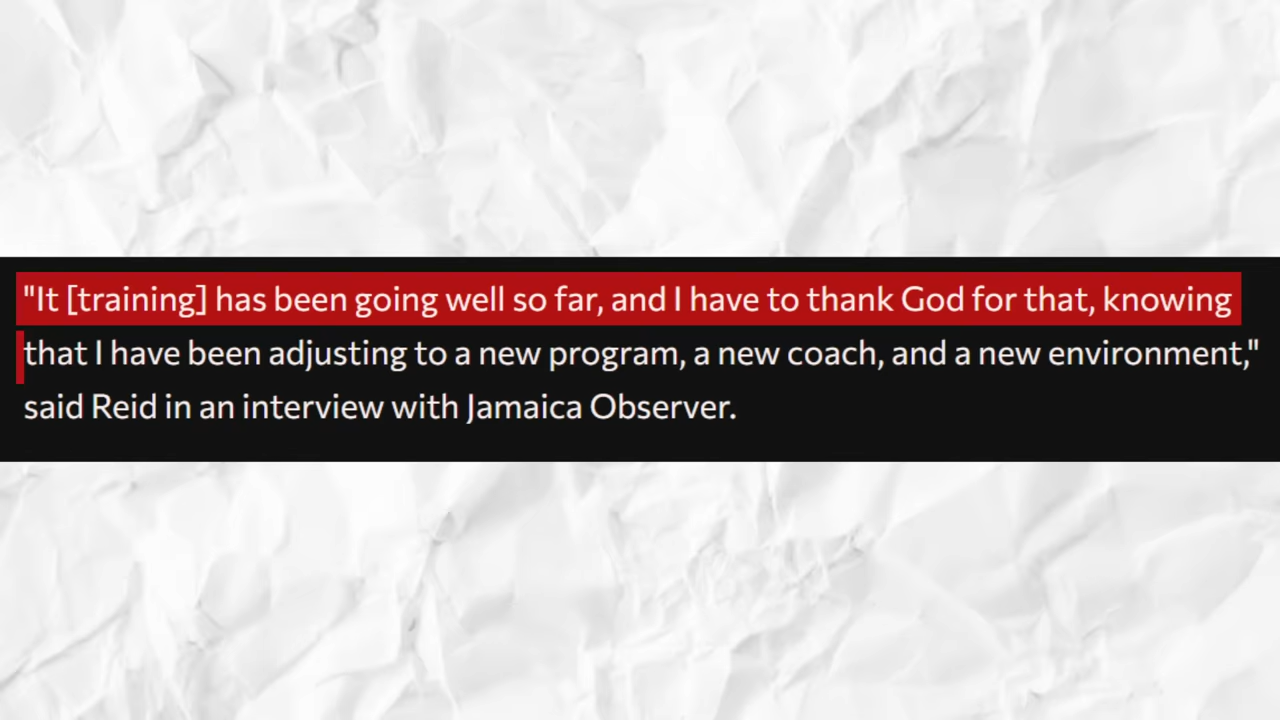 "It [training] has been going well so far, and I have to thank God for that, knowing
that I have been adjusting to a new program, a new coach, and a new environment,"
said Reid in an interview with Jamaica Observer.